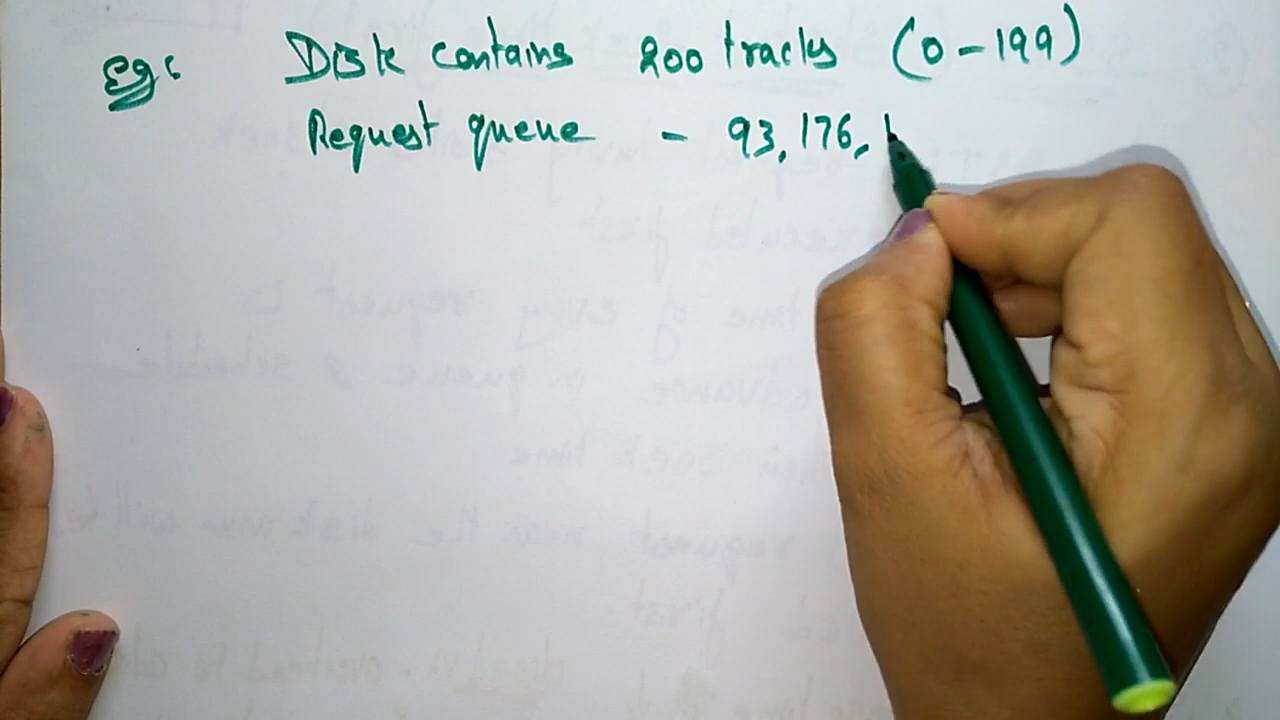 Eg: Disk contains 200 tracks (0-199)
Request queue - 93, 176,